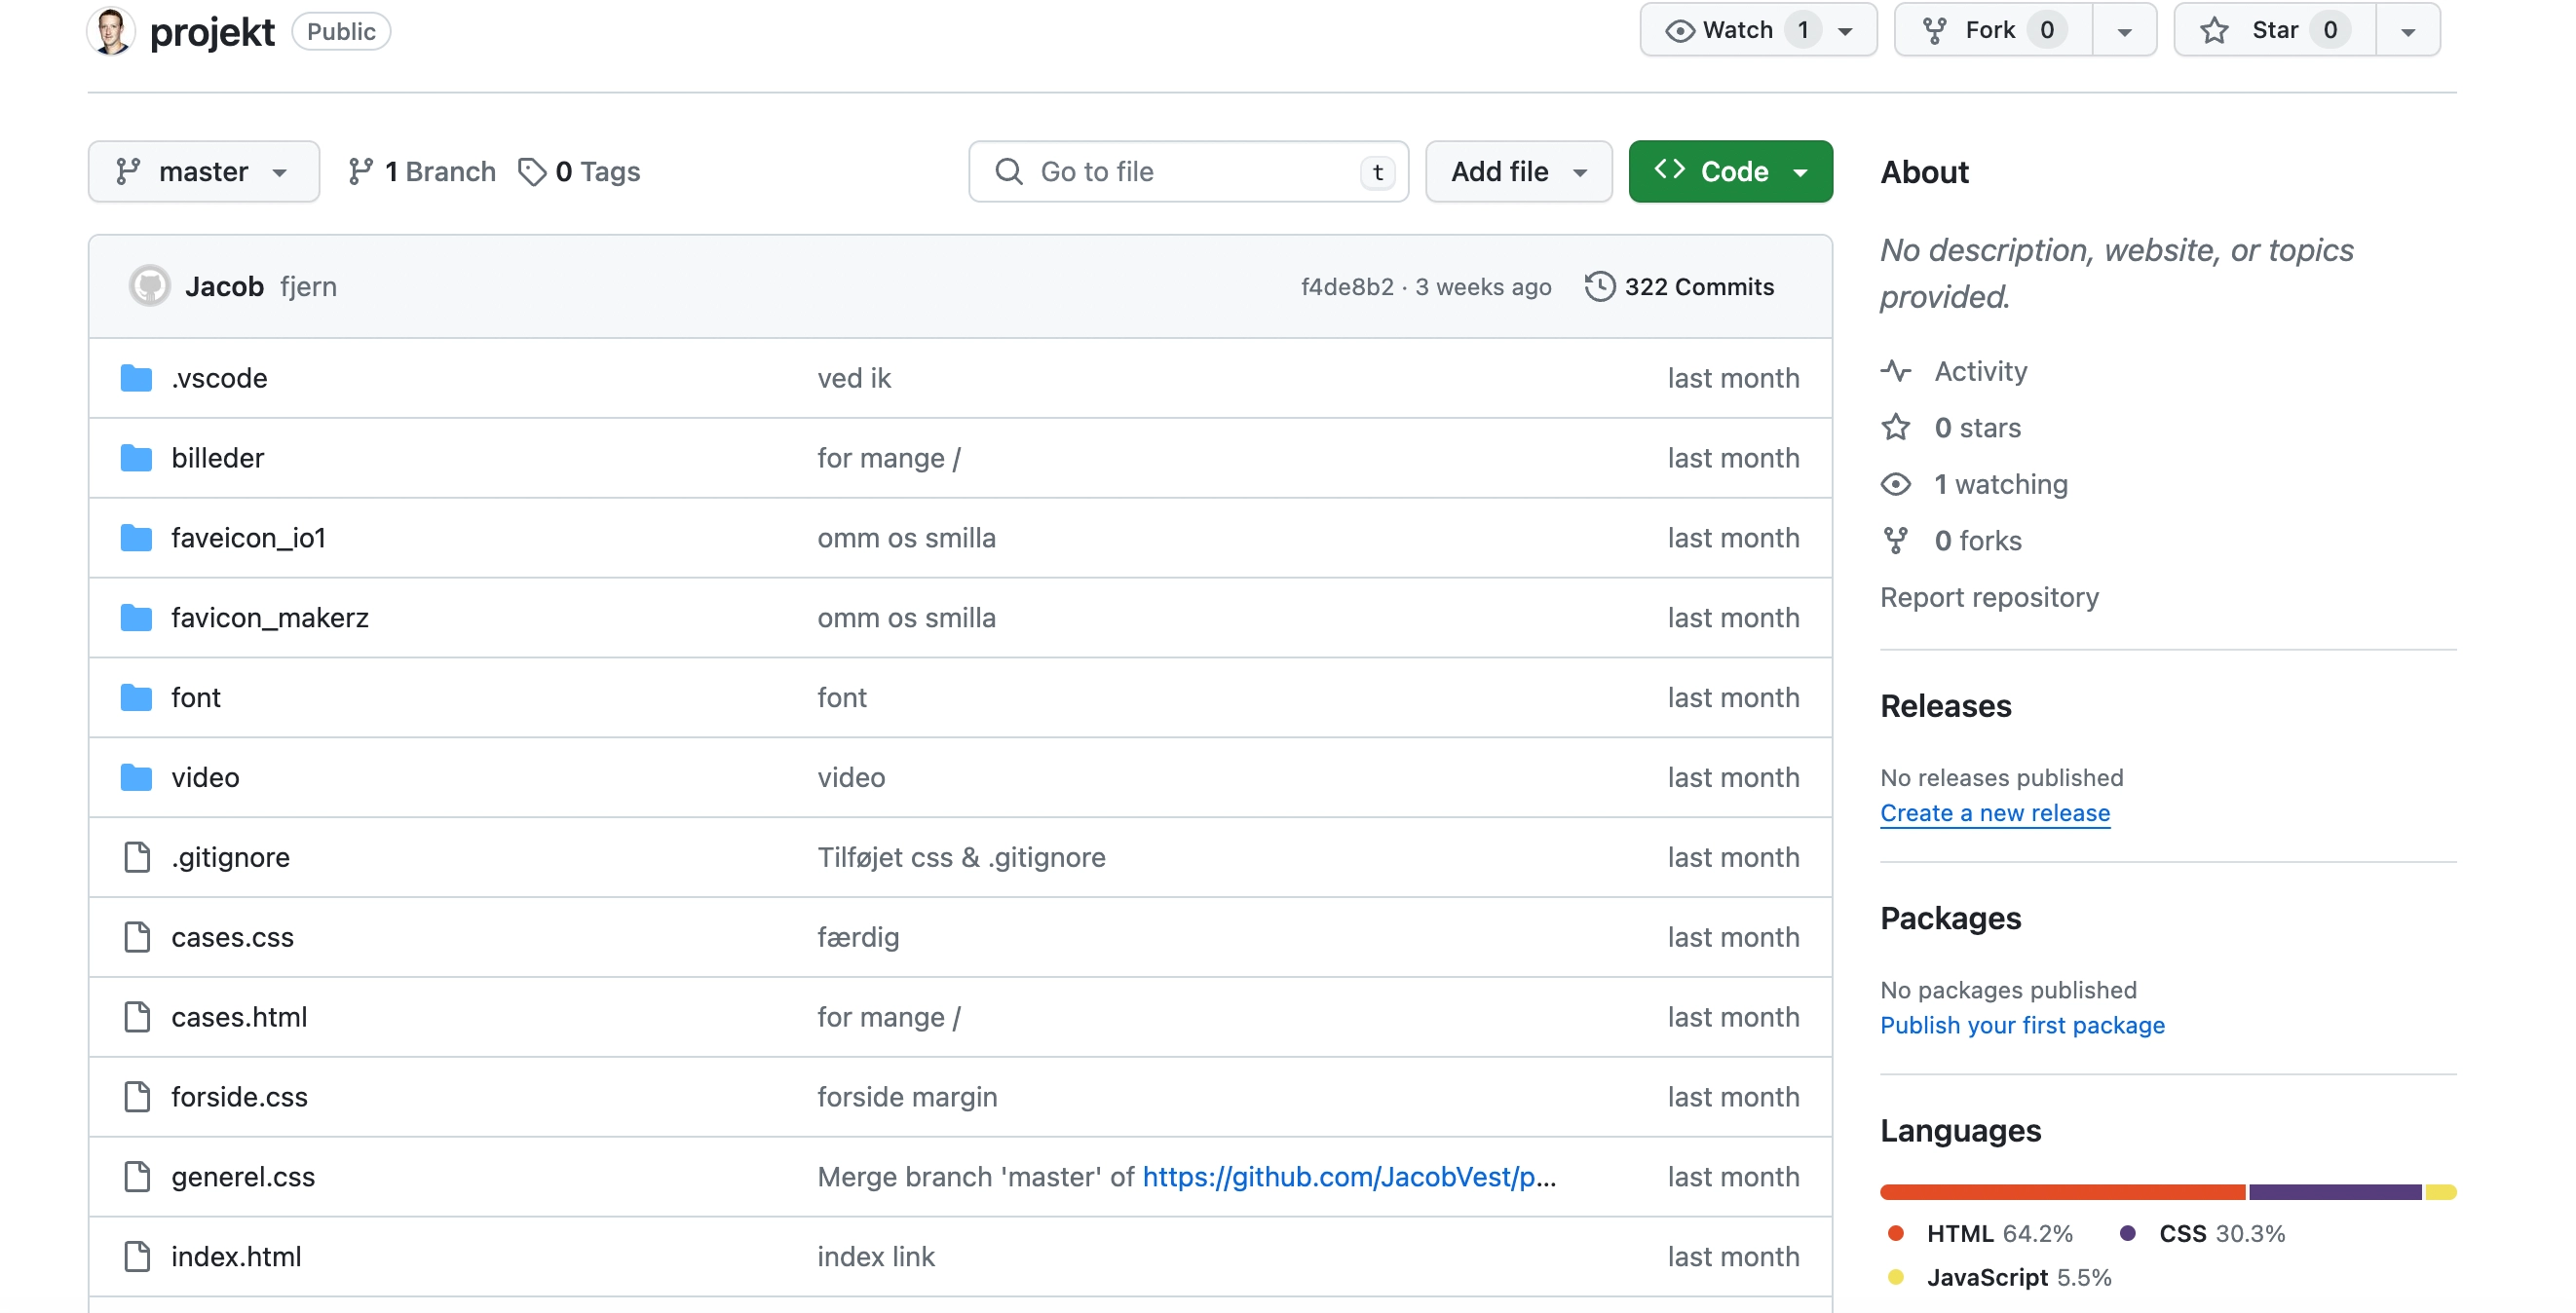 projekt Public Watch 1 Fork 0 Star 0
master 1 Branch 0 Tags Go to file t Add file Code
Jacob fjern f4de8b2 · 3 weeks ago 322 Commits
.vscode ved ik last month
billeder for mange / last month
faveicon_io1 omm os smilla last month
favicon_makerz omm os smilla last month
font font last month
video video last month
.gitignore Tilføjet css & .gitignore last month
cases.css færdig last month
cases.html for mange / last month
forside.css forside margin last month
generel.css Merge branch 'master' of https://github.com/JacobVest/p... last month
index.html index link last month
About
No description, website, or topics
provided.
Activity
0 stars
1 watching
0 forks
Report repository
Releases
No releases published
Create a new release
Packages
No packages published
Publish your first package
Languages
HTML 64.2% CSS 30.3%
JavaScript 5.5%